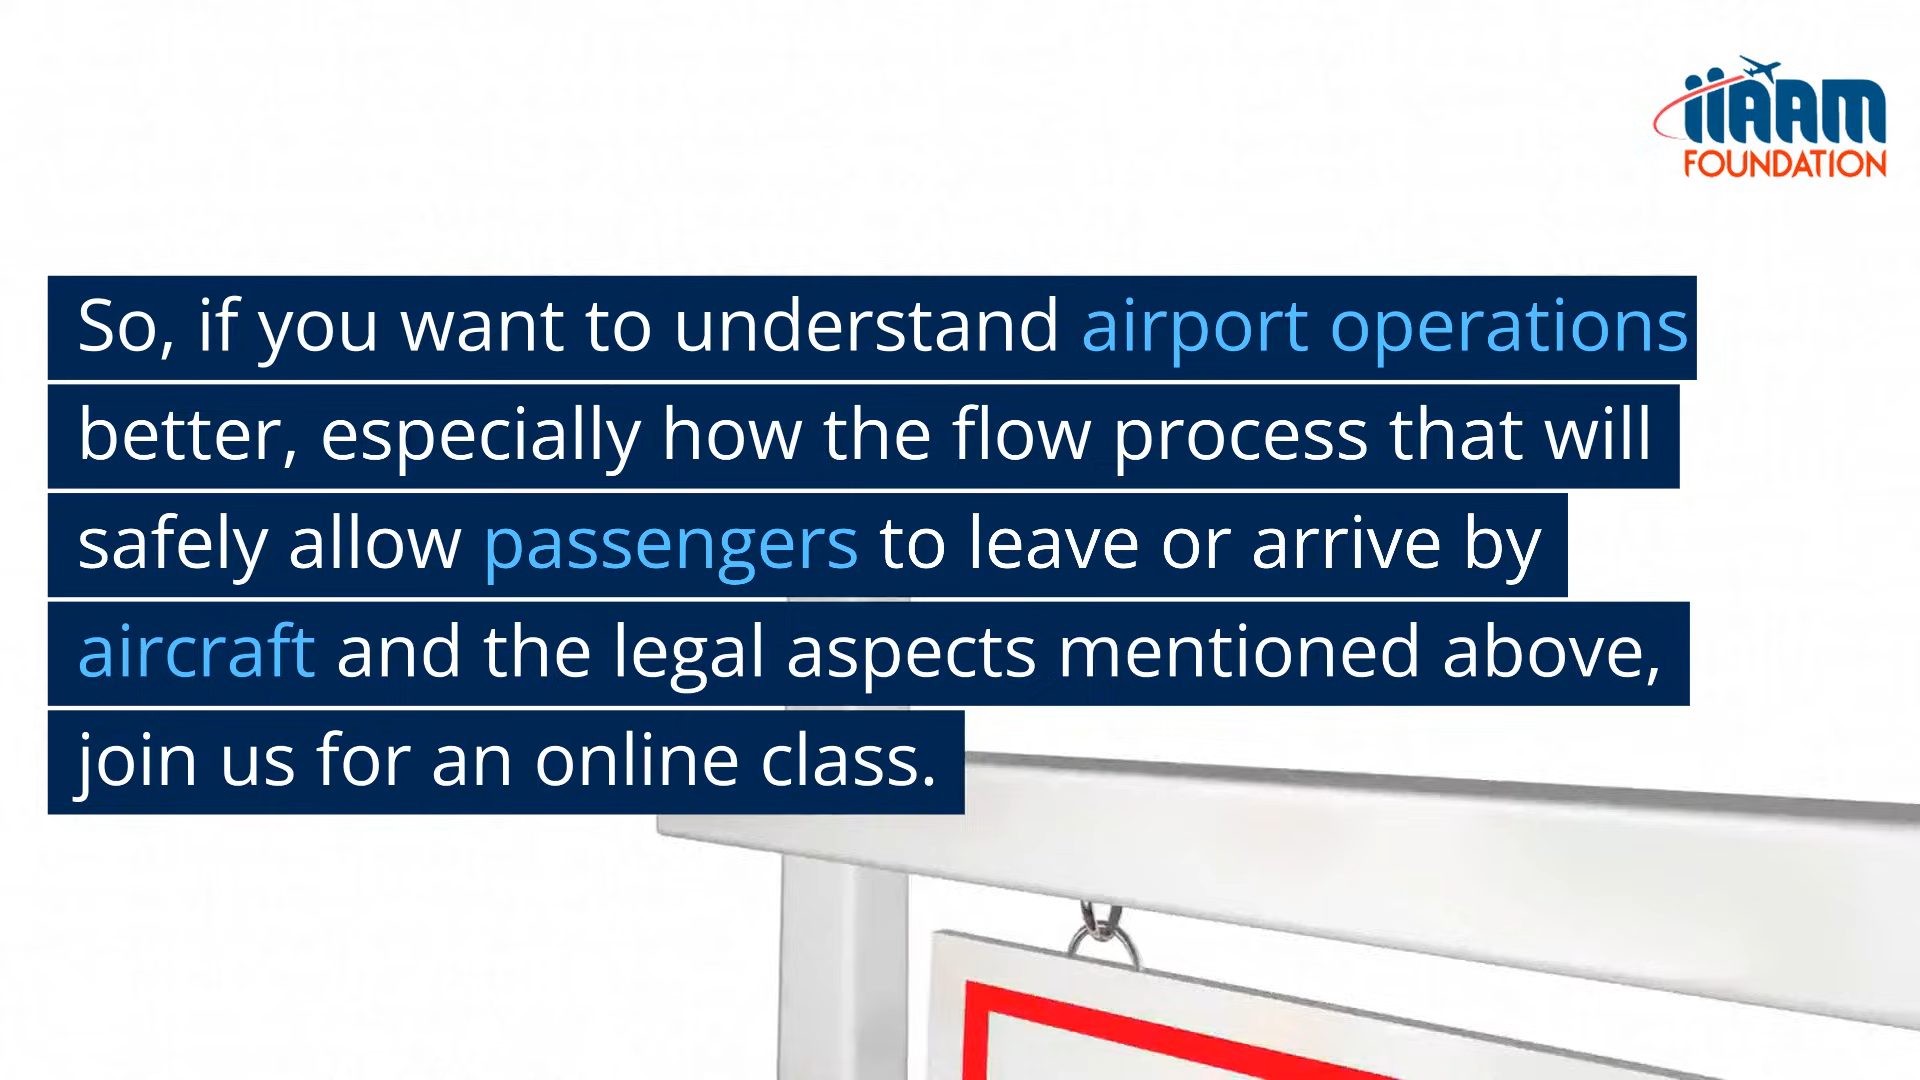 iiAAM
FOUNDATION
So, if you want to understand airport operations
better, especially how the flow process that will
safely allow passengers to leave or arrive by
aircraft and the legal aspects mentioned above,
join us for an online class.